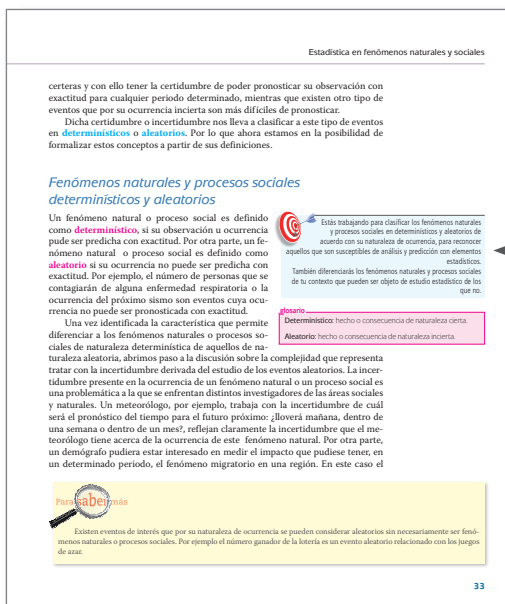 Estadística en fenómenos naturales y sociales
certeras y con ello tener la certidumbre de poder pronosticar su observación con
exactitud para cualquier periodo determinado, mientras que existen otro tipo de
eventos que por su ocurrencia incierta son más difíciles de pronosticar.
Dicha certidumbre o incertidumbre nos lleva a clasificar a este tipo de eventos
en determinísticos o aleatorios. Por lo que ahora estamos en la posibilidad de
formalizar estos conceptos a partir de sus definiciones.
Fenómenos naturales y procesos sociales
determinísticos y aleatorios
Un fenómeno natural o proceso social es definido
como determinístico, si su observación u ocurrencia
pude ser predicha con exactitud. Por otra parte, un fe-
nómeno natural o proceso social es definido como
aleatorio si su ocurrencia no puede ser predicha con
exactitud. Por ejemplo, el número de personas que se
contagiarán de alguna enfermedad respiratoria o la
ocurrencia del próximo sismo son eventos cuya ocu-
rrencia no puede ser pronosticada con exactitud.
Una vez identificada la característica que permite
diferenciar a los fenómenos naturales o procesos so-
ciales de naturaleza determinística de aquellos de na-
turaleza aleatoria, abrimos paso a la discusión sobre la complejidad que representa
tratar con la incertidumbre derivada del estudio de los eventos aleatorios. La incer-
tidumbre presente en la ocurrencia de un fenómeno natural o un proceso social es
una problemática a la que se enfrentan distintos investigadores de las áreas sociales
y naturales. Un meteorólogo, por ejemplo, trabaja con la incertidumbre de cuál
será el pronóstico del tiempo para el futuro próximo: ¿lloverá mañana, dentro de
una semana o dentro de un mes?, reflejan claramente la incertidumbre que el me-
teorólogo tiene acerca de la ocurrencia de este fenómeno natural. Por otra parte,
un demógrafo pudiera estar interesado en medir el impacto que pudiese tener, en
un determinado periodo, el fenómeno migratorio en una región. En este caso el
Estás trabajando para clasificar los fenómenos naturales
y procesos sociales en determinísticos y aleatorios de
acuerdo con su naturaleza de ocurrencia, para reconocer
aquellos que son susceptibles de análisis y predicción con elementos
estadísticos.
También diferenciarás los fenómenos naturales y procesos sociales
de tu contexto que pueden ser objeto de estudio estadístico de los
que no.
glosario
Determinístico: hecho o consecuencia de naturaleza cierta.
Aleatorio: hecho o consecuencia de naturaleza incierta.
Para saber más
Existen eventos de interés que por su naturaleza de ocurrencia se pueden considerar aleatorios sin necesariamente ser fenó-
menos naturales o procesos sociales. Por ejemplo el número ganador de la lotería es un evento aleatorio relacionado con los juegos
de azar.
33